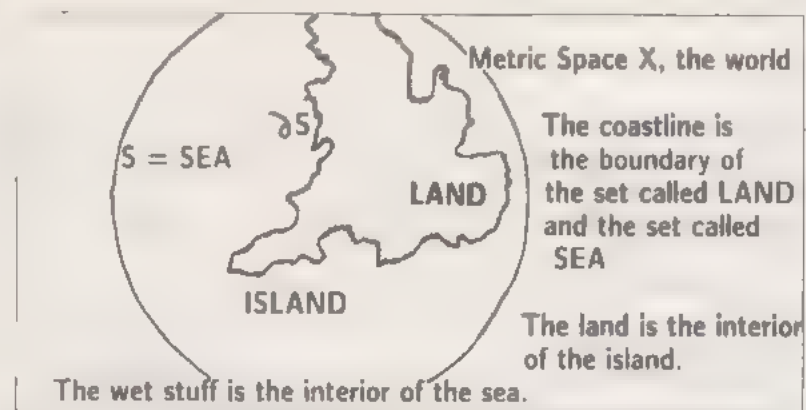 Metric Space X, the world
∂S
S = SEA
The coastline is
the boundary of
the set called LAND
and the set called
SEA
LAND
ISLAND
The land is the interior
of the island.
The wet stuff is the interior of the sea.